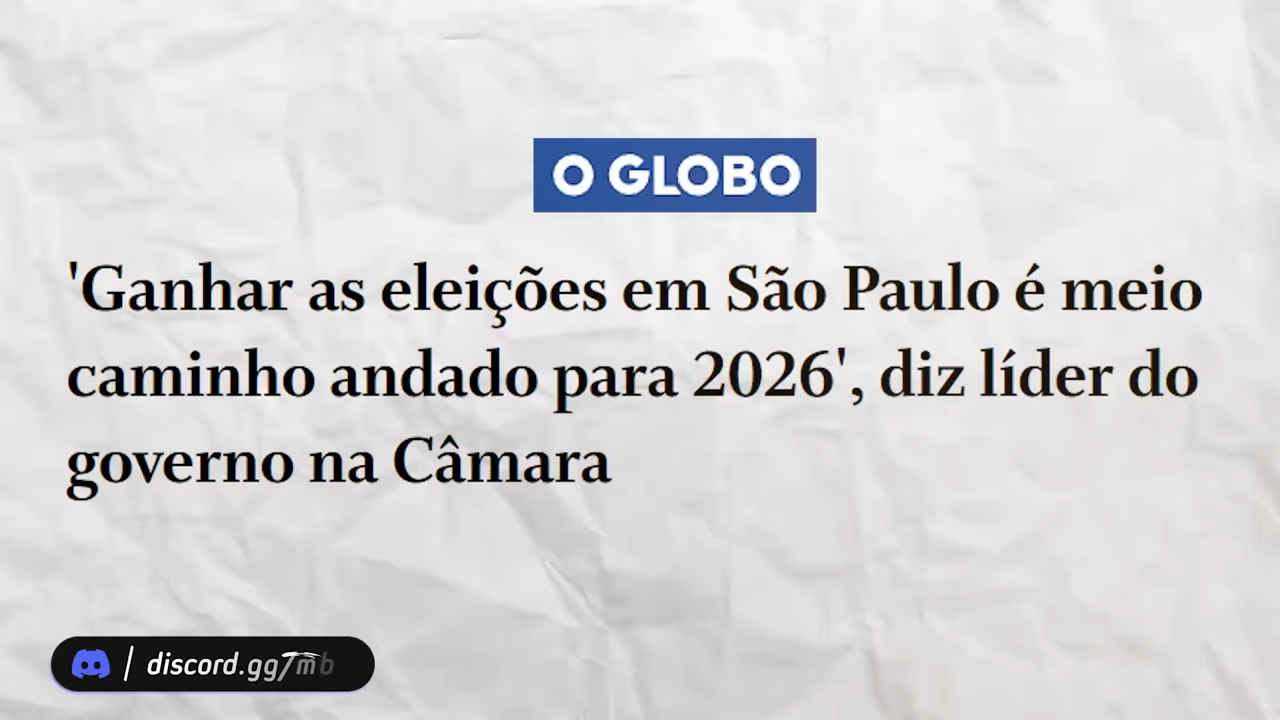 O GLOBO
'Ganhar as eleições em São Paulo é meio
caminho andado para 2026', diz líder do
governo na Câmara
discord.gg